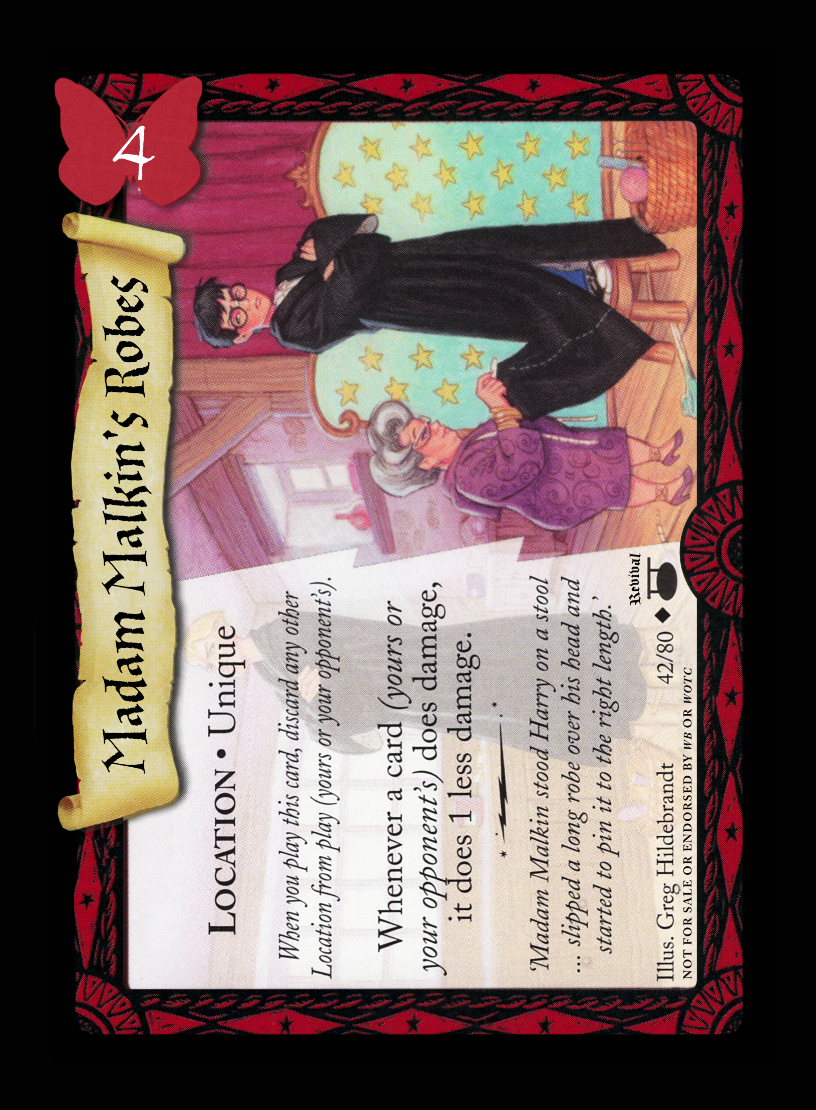 Madam Malkin's Robes
4
LOCATION • Unique
When you play this card, discard any other
Location from play (yours or your opponent's).
Whenever a card (yours or
your opponent's) does damage,
it does 1 less damage.
'Madam Malkin stood Harry on a stool
... slipped a long robe over his head and
started to pin it to the right length.'
Revival
Illus. Greg Hildebrandt 42/80
NOT FOR SALE OR ENDORSED BY WB OR WOTC